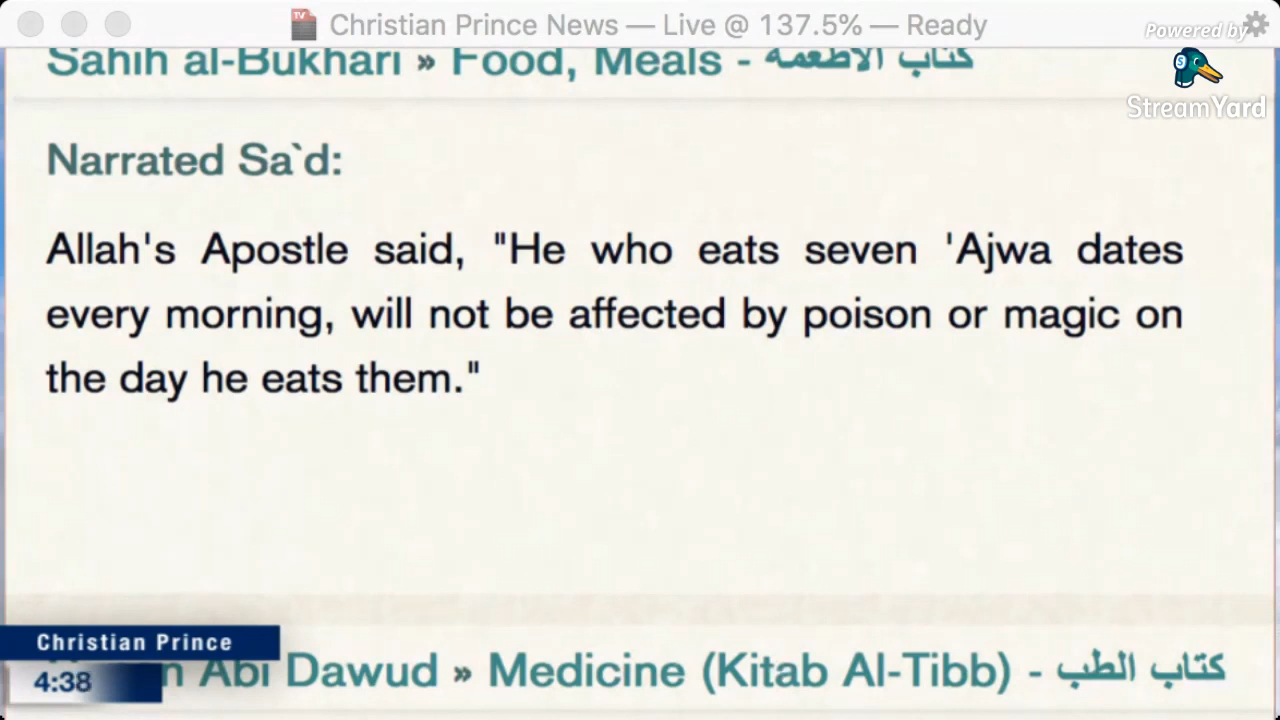 Christian Prince News — Live @ 137.5% — Ready
Powered by
StreamYard
Sahih al-Bukhari » Food, Meals - كتاب الأطعمة
Narrated Sa`d:
Allah's Apostle said, "He who eats seven 'Ajwa dates
every morning, will not be affected by poison or magic on
the day he eats them."
Christian Prince
4:38
Abi Dawud » Medicine (Kitab Al-Tibb) - كتاب الطب